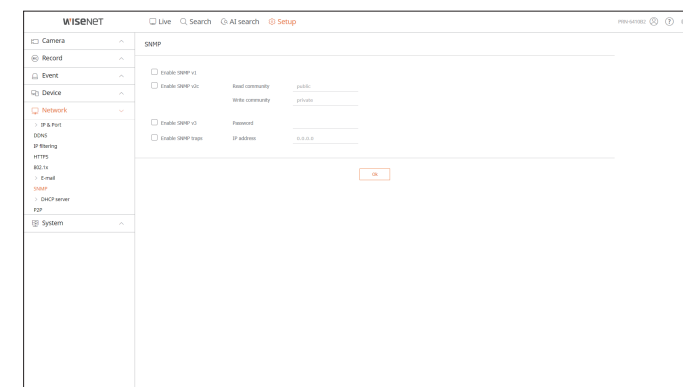 WISENET
Live Search AI search Setup
Camera
Record
Event
Device
Network
> IP & Port
DDNS
IP filtering
HTTPS
802.1x
> E-mail
SNMP
> DHCP server
P2P
System
SNMP
Enable SNMP v1
Enable SNMP v2c Read community public
Write community private
Enable SNMP v3 Password
Enable SNMP traps IP address 0.0.0.0
Ok